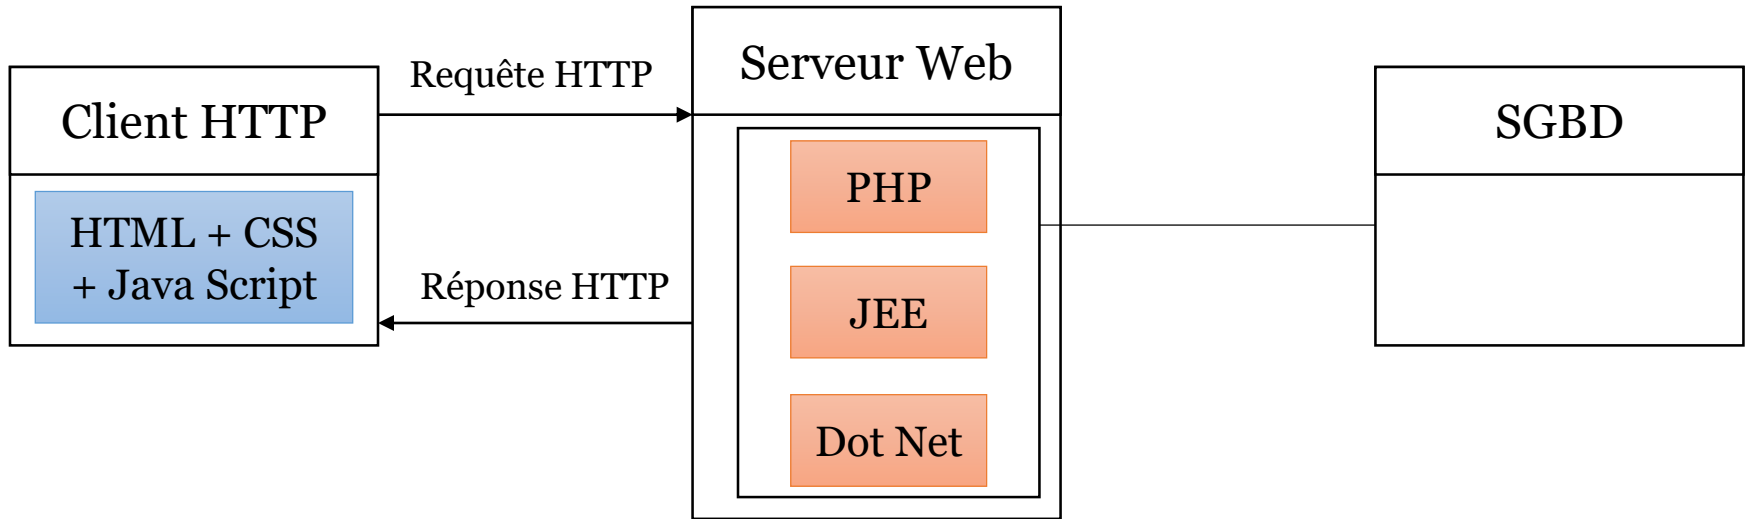 Client HTTP
HTML + CSS
+ Java Script
Requête HTTP
Réponse HTTP
Serveur Web
PHP
JEE
Dot Net
SGBD